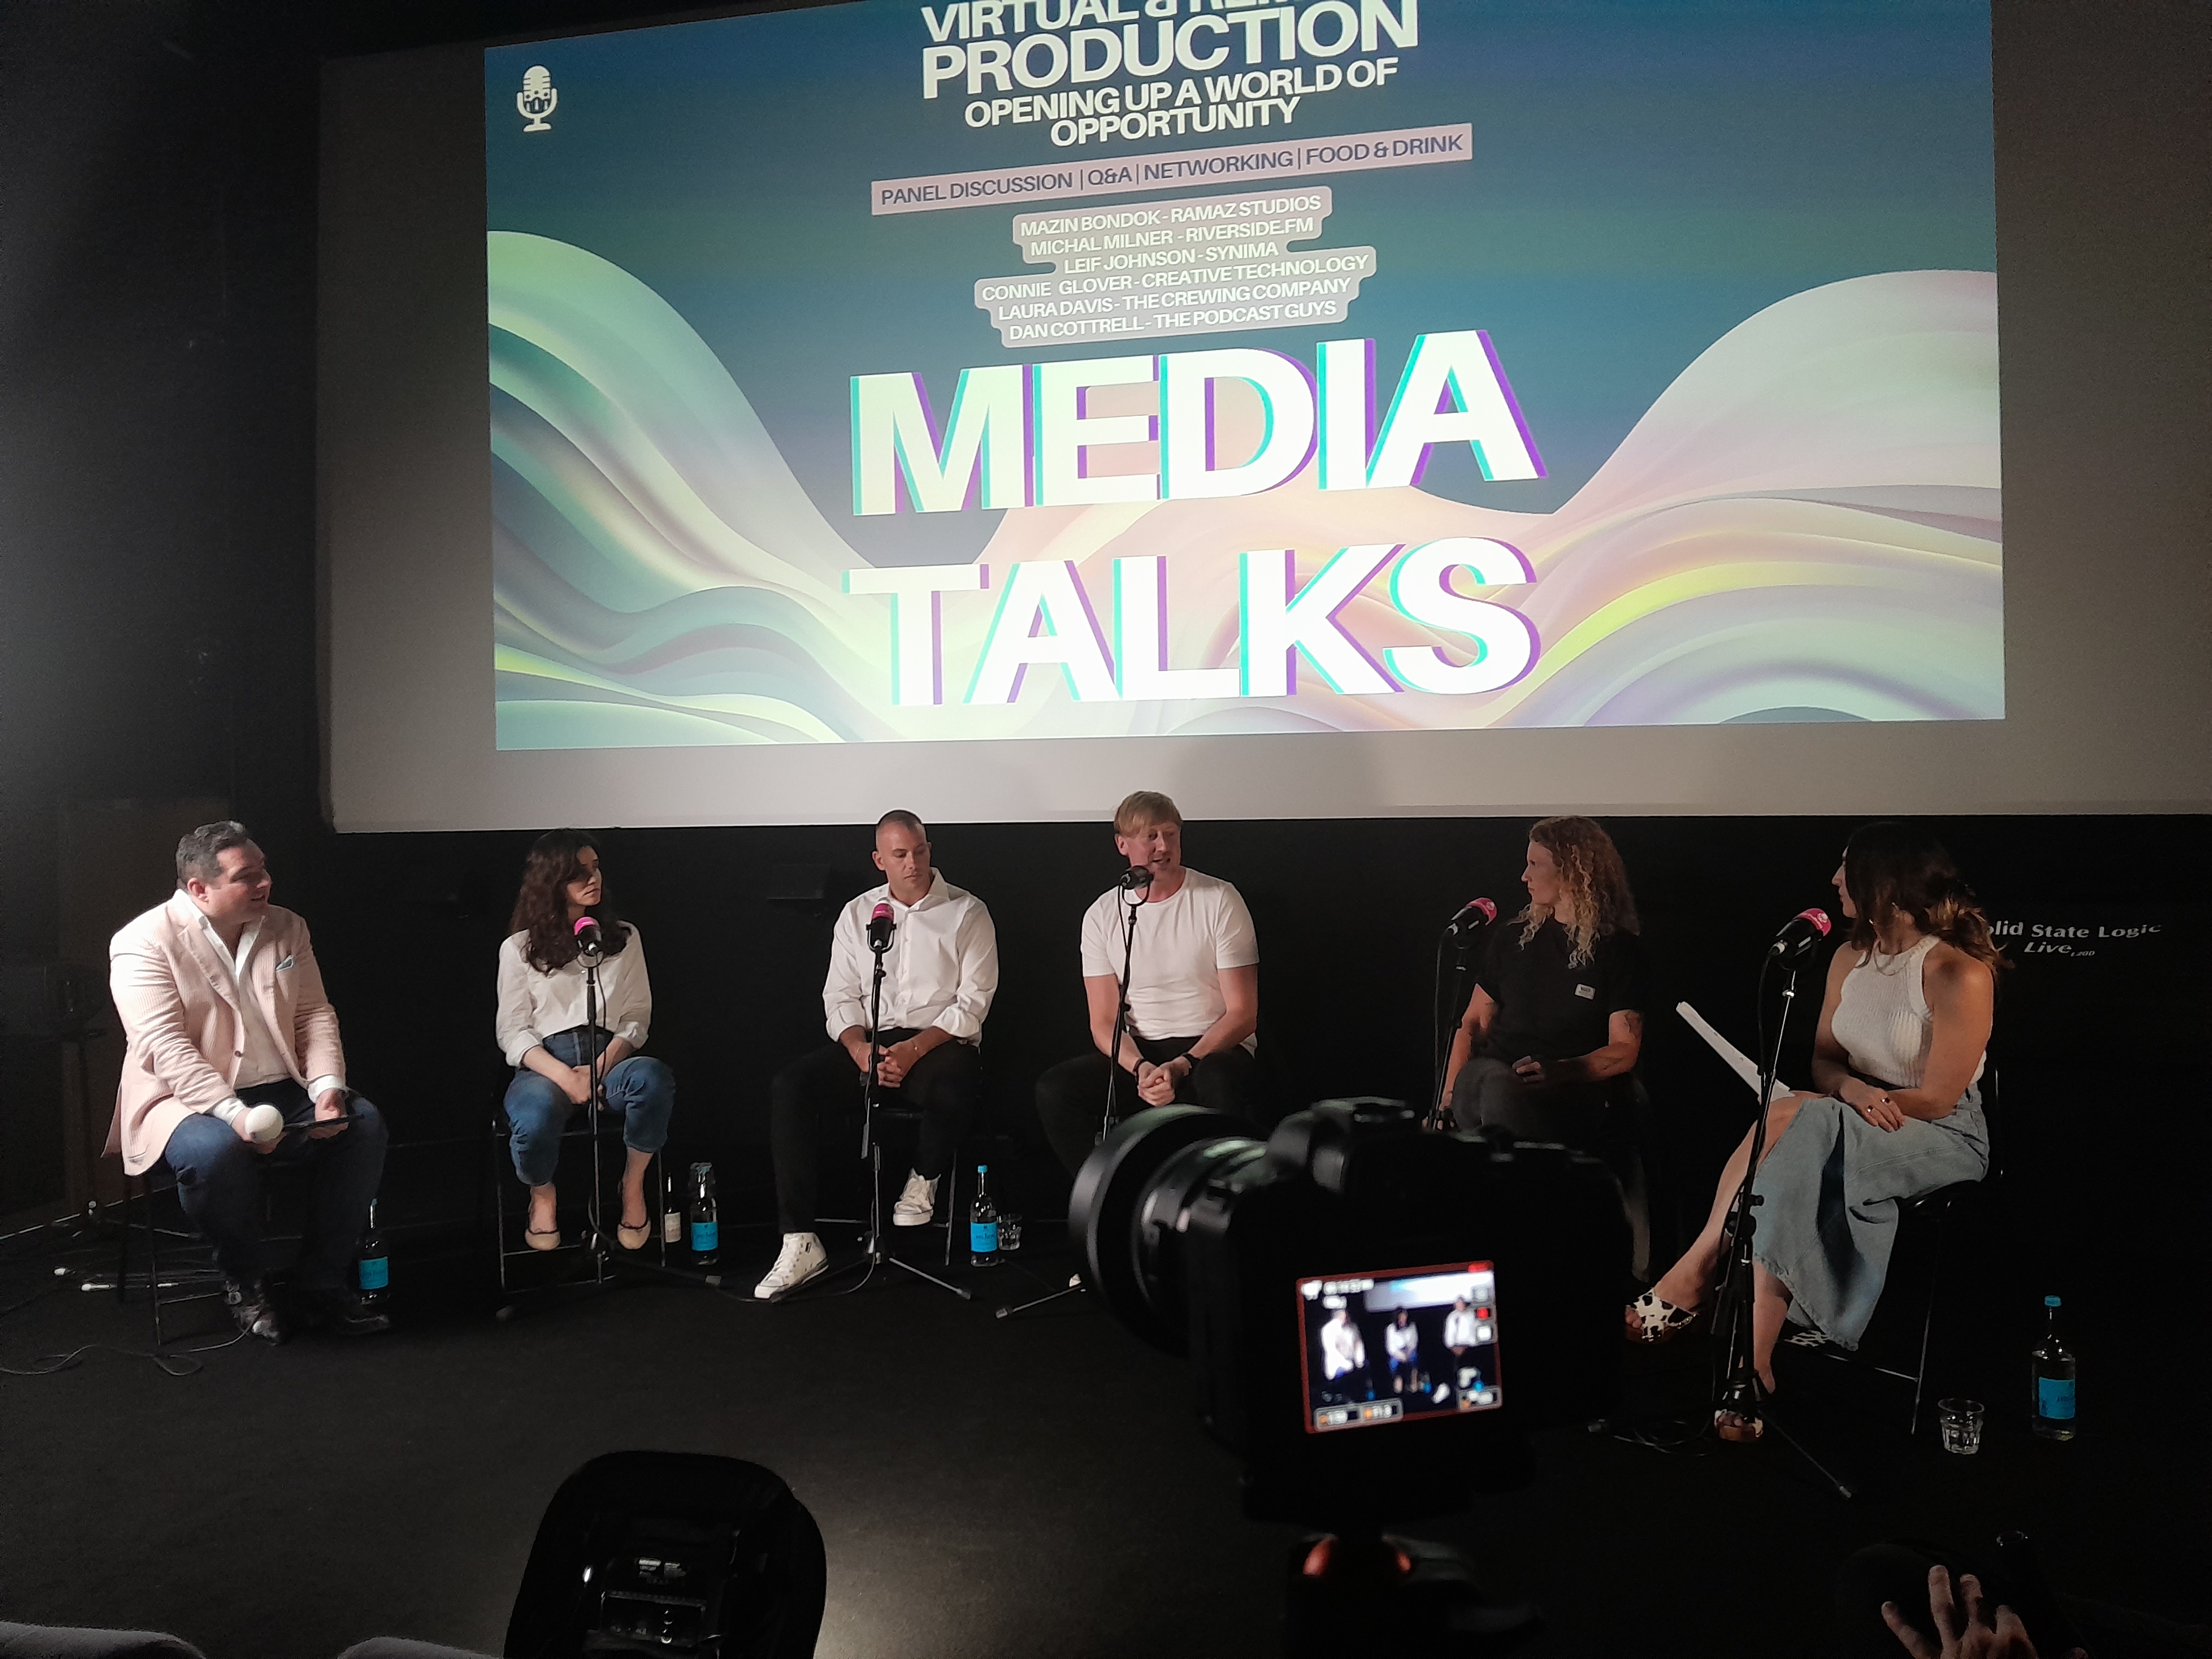 VIRTUAL &
PRODUCTION
OPENING UP A WORLD OF
OPPORTUNITY
PANEL DISCUSSION | Q&A | NETWORKING | FOOD & DRINK
MAZIN BONDOK - RAMAZ STUDIOS
MICHAL MILNER - RIVERSIDE.FM
LEIF JOHNSON - SYNIMA
CONNIE GLOVER - CREATIVE TECHNOLOGY
LAURA DAVIS - THE CREWING COMPANY
DAN COTTRELL - THE PODCAST GUYS
MEDIA
TALKS
olid State Logic
Live